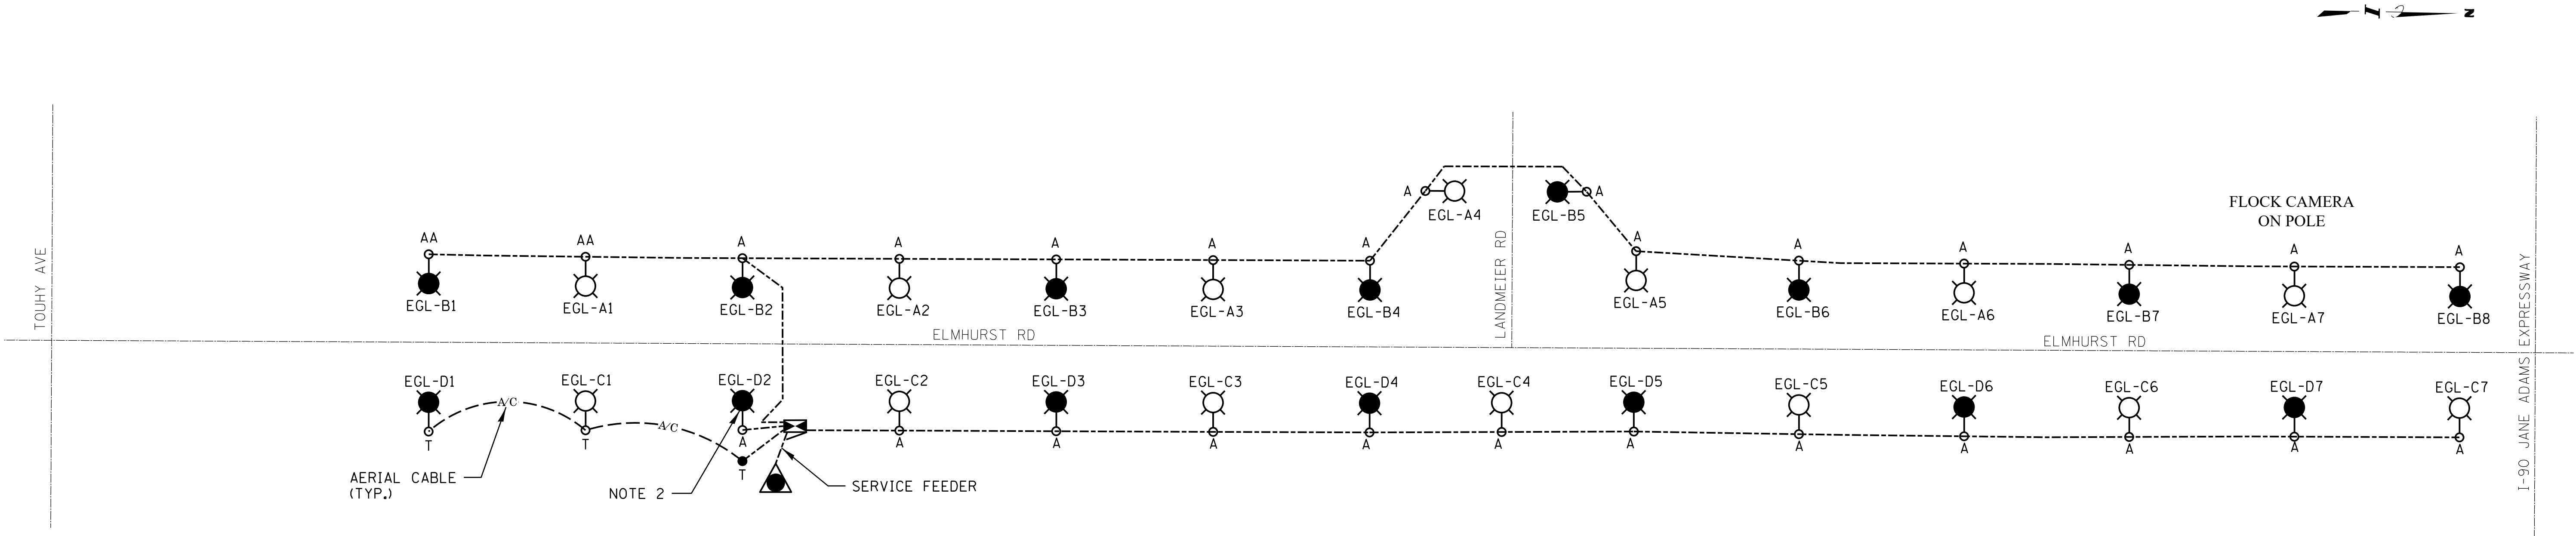 N
FLOCK CAMERA
ON POLE
TOUHY AVE
LANDMEIER RD
I-90 JANE ADAMS EXPRESSWAY
A A
EGL-A4 EGL-B5
AA AA A A A A A A A A A A A
EGL-B1 EGL-A1 EGL-B2 EGL-A2 EGL-B3 EGL-A3 EGL-B4 EGL-A5 EGL-B6 EGL-A6 EGL-B7 EGL-A7 EGL-B8
ELMHURST RD ELMHURST RD
EGL-D1 EGL-C1 EGL-D2 EGL-C2 EGL-D3 EGL-C3 EGL-D4 EGL-C4 EGL-D5 EGL-C5 EGL-D6 EGL-C6 EGL-D7 EGL-C7
A/C A/C
T T A A A A A A A A A A A A
T
AERIAL CABLE
(TYP.)
NOTE 2
SERVICE FEEDER